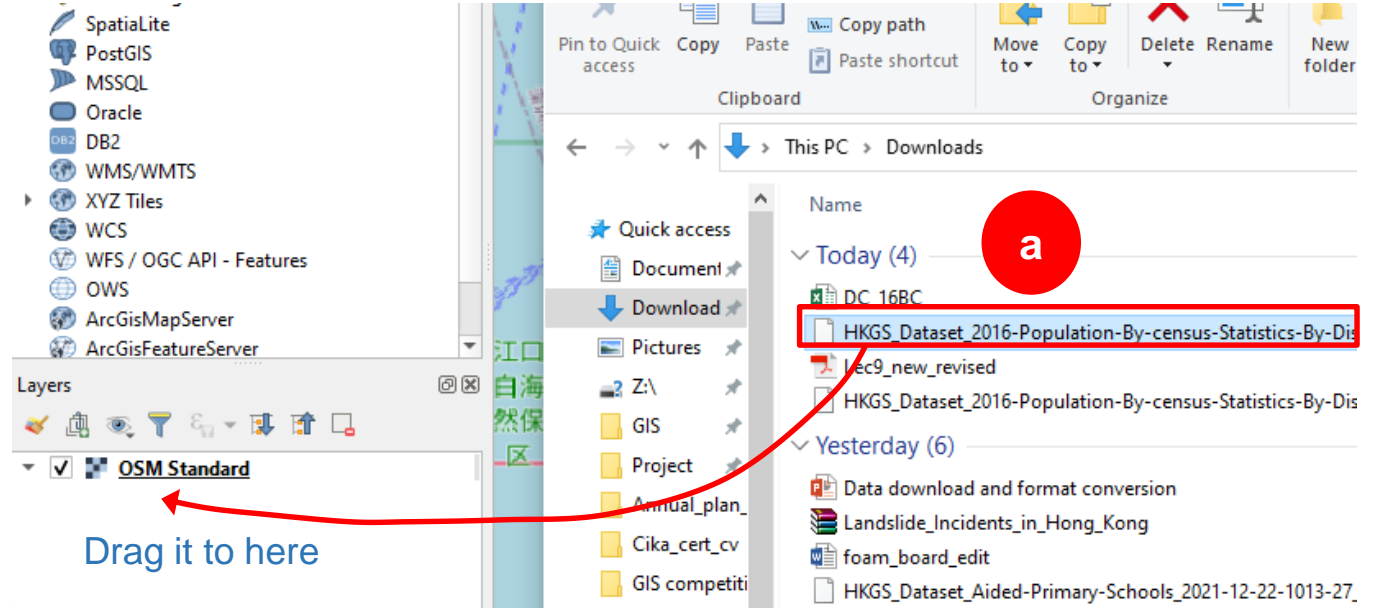 SpatiaLite
PostGIS
MSSQL
Oracle
DB2 DB2
WMS/WMTS
XYZ Tiles
WCS
WFS / OGC API - Features
OWS
ArcGisMapServer
ArcGisFeatureServer
Layers
OSM Standard
Drag it to here
江口
白海
然保
区
Pin to Quick access
Copy
Paste
Copy path
Paste shortcut
Clipboard
Move to
Copy to
Delete
Rename
New folder
Organize
This PC > Downloads
Quick access
Document
Download
Pictures
Z:\
GIS
Project
Annual_plan_
Cika_cert_cv
GIS competiti
Name
a
Today (4)
DC_16BC
HKGS_Dataset_2016-Population-By-census-Statistics-By-Dis
Lec9_new_revised
HKGS_Dataset_2016-Population-By-census-Statistics-By-Dis
Yesterday (6)
Data download and format conversion
Landslide_Incidents_in_Hong_Kong
foam_board_edit
HKGS_Dataset_Aided-Primary-Schools_2021-12-22-1013-27_